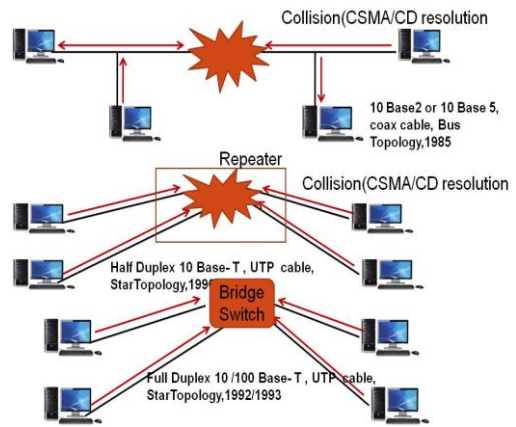 Collision(CSMA/CD resolution
10 Base2 or 10 Base 5,
coax cable, Bus
Topology,1985
Repeater
Collision(CSMA/CD resolution
Half Duplex 10 Base- T , UTP cable,
StarTopology,
Bridge
Switch
Full Duplex 10 /100 Base- T , UTP cable,
StarTopology,1992/1993